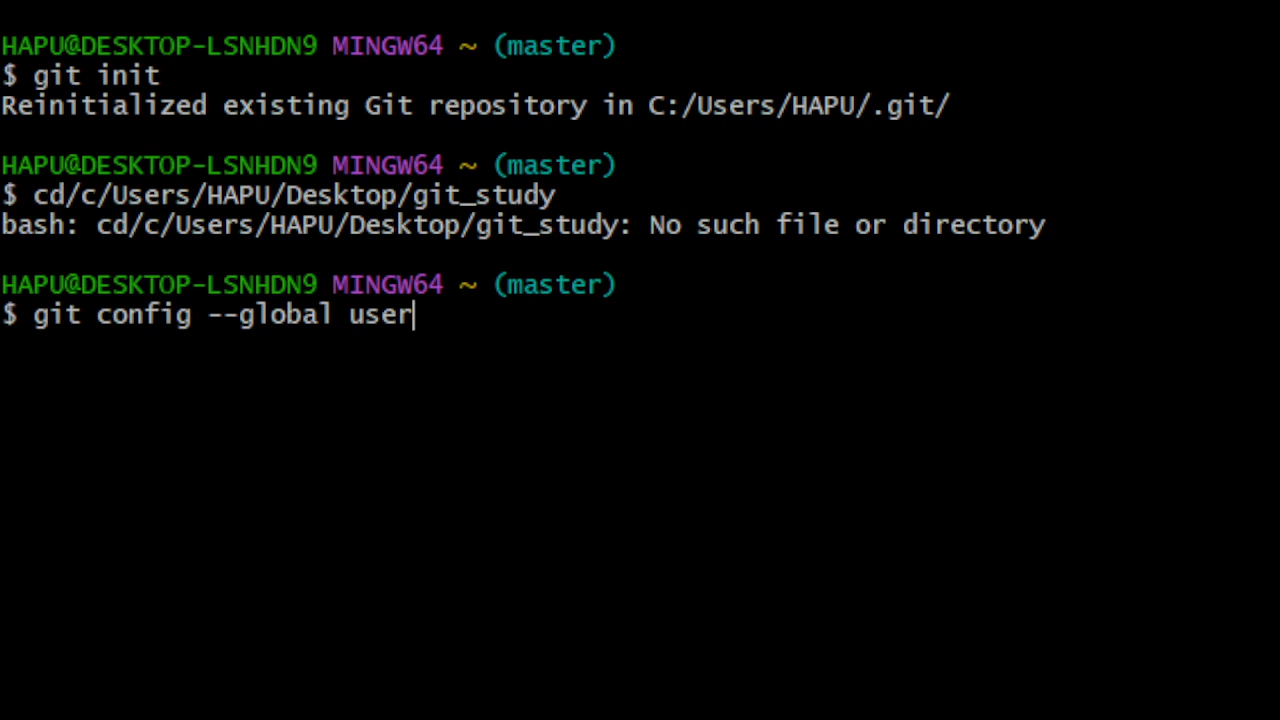 HAPU@DESKTOP-LSNHDN9 MINGW64 ~ (master)
$ git init
Reinitialized existing Git repository in C:/Users/HAPU/.git/
HAPU@DESKTOP-LSNHDN9 MINGW64 ~ (master)
$ cd/c/Users/HAPU/Desktop/git_study
bash: cd/c/Users/HAPU/Desktop/git_study: No such file or directory
HAPU@DESKTOP-LSNHDN9 MINGW64 ~ (master)
$ git config --global user